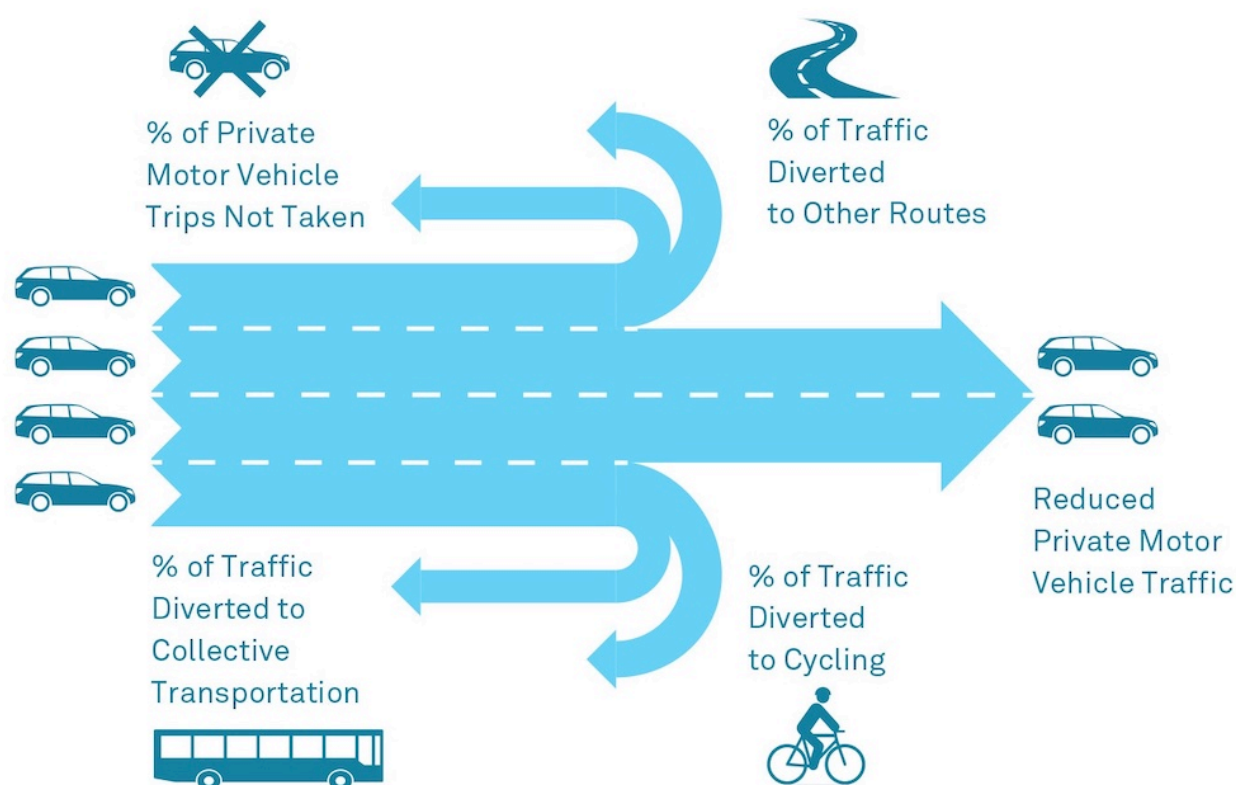 % of Private
Motor Vehicle
Trips Not Taken
% of Traffic
Diverted
to Other Routes
Reduced
Private Motor
Vehicle Traffic
% of Traffic
Diverted to
Collective
Transportation
% of Traffic
Diverted
to Cycling